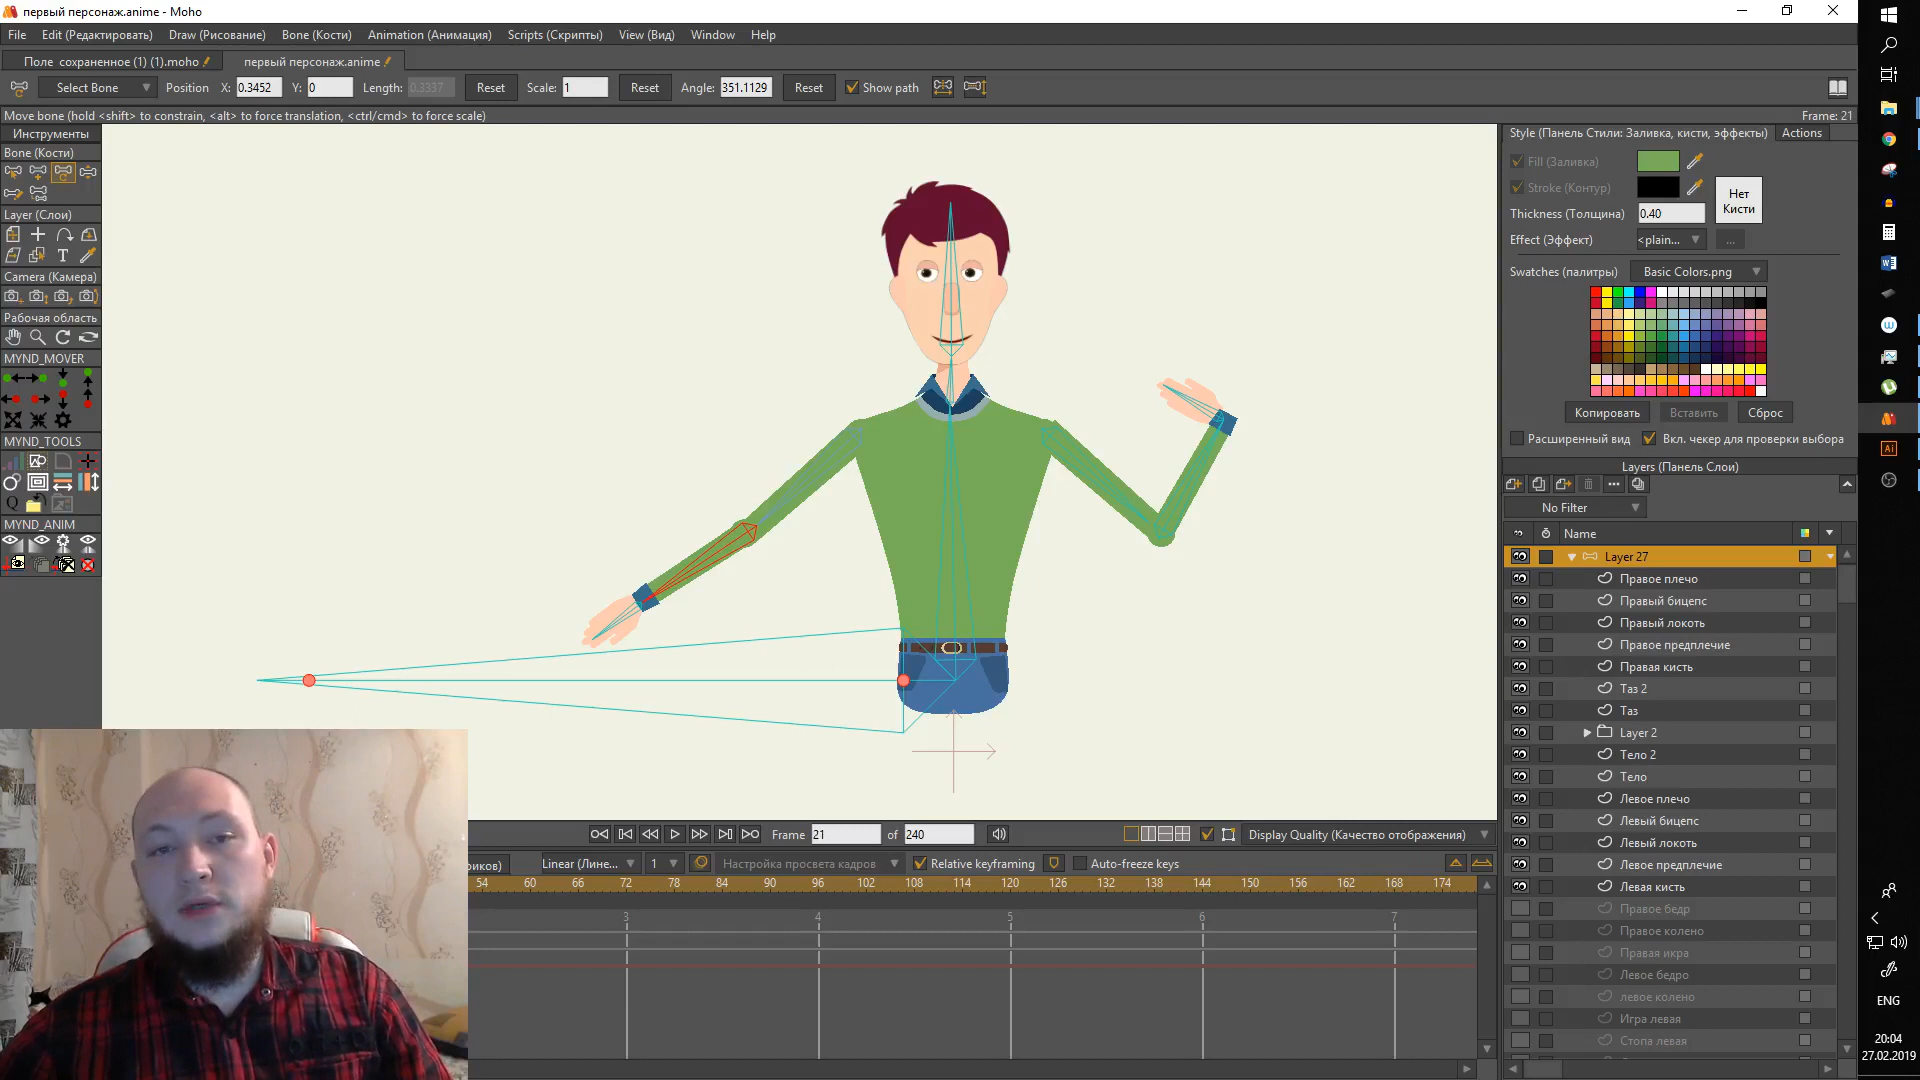 первый персонаж.anime - Moho
File Edit (Редактировать) Draw (Рисование) Bone (Кости) Animation (Анимация) Scripts (Скрипты) View (Вид) Window Help
Поле сохраненное (1) (1).moho первый персонаж.anime
Select Bone Position X: 0.3452 Y: 0 Length: 0.3337 Reset Scale: 1 Reset Angle: 351.1129 Reset Show path
Move bone (hold <shift> to constrain, <alt> to force translation, <ctrl/cmd> to force scale) Frame: 21
Инструменты
Bone (Кости)
Layer (Слои)
T
Camera (Камера)
Рабочая область
MYND_MOVER
MYND_TOOLS
Q
MYND_ANIM
Style (Панель Стили: Заливка, кисти, эффекты) Actions
Fill (Заливка)
Stroke (Контур)
Нет Кисти
Thickness (Толщина) 0.40
Effect (Эффект) <plain... ...
Swatches (палитры) Basic Colors.png
Копировать Вставить Сброс
Расширенный вид Вкл. чекер для проверки выбора
Layers (Панель Слои)
No Filter
Name
Layer 27
Правое плечо
Правый бицепс
Правый локоть
Правое предплечие
Правая кисть
Таз 2
Таз
Layer 2
Тело 2
Тело
Левое плечо
Левый бицепс
Левый локоть
Левое предплечие
Левая кисть
Правое бедр
Правое колено
Правая икра
Левое бедро
левое колено
Игра левая
Стопа левая
Frame 21 of 240 Display Quality (Качество отображения)
риков) Linear (Лине... 1 Настройка просвета кадров Relative keyframing Auto-freeze keys
54 60 66 72 78 84 90 96 102 108 114 120 126 132 138 144 150 156 162 168 174
3 4 5 6 7
W
Ai
ENG
20:04
27.02.2019